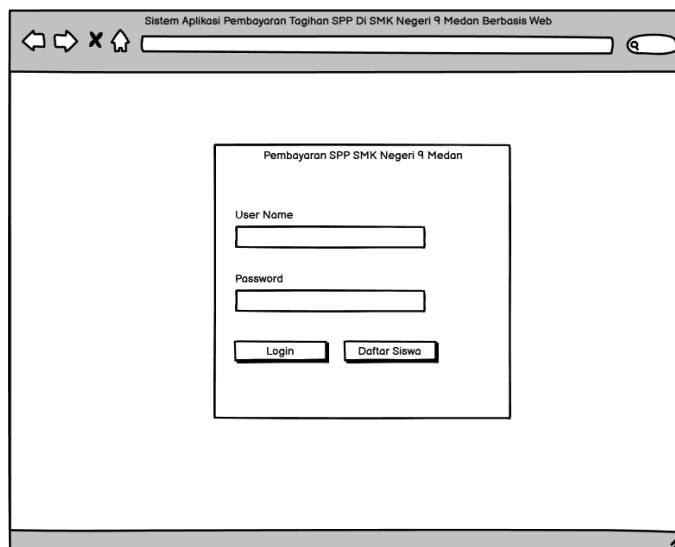 Sistem Aplikasi Pembayaran Tagihan SPP Di SMK Negeri 9 Medan Berbasis Web
Pembayaran SPP SMK Negeri 9 Medan
User Name
Password
Login
Daftar Siswa